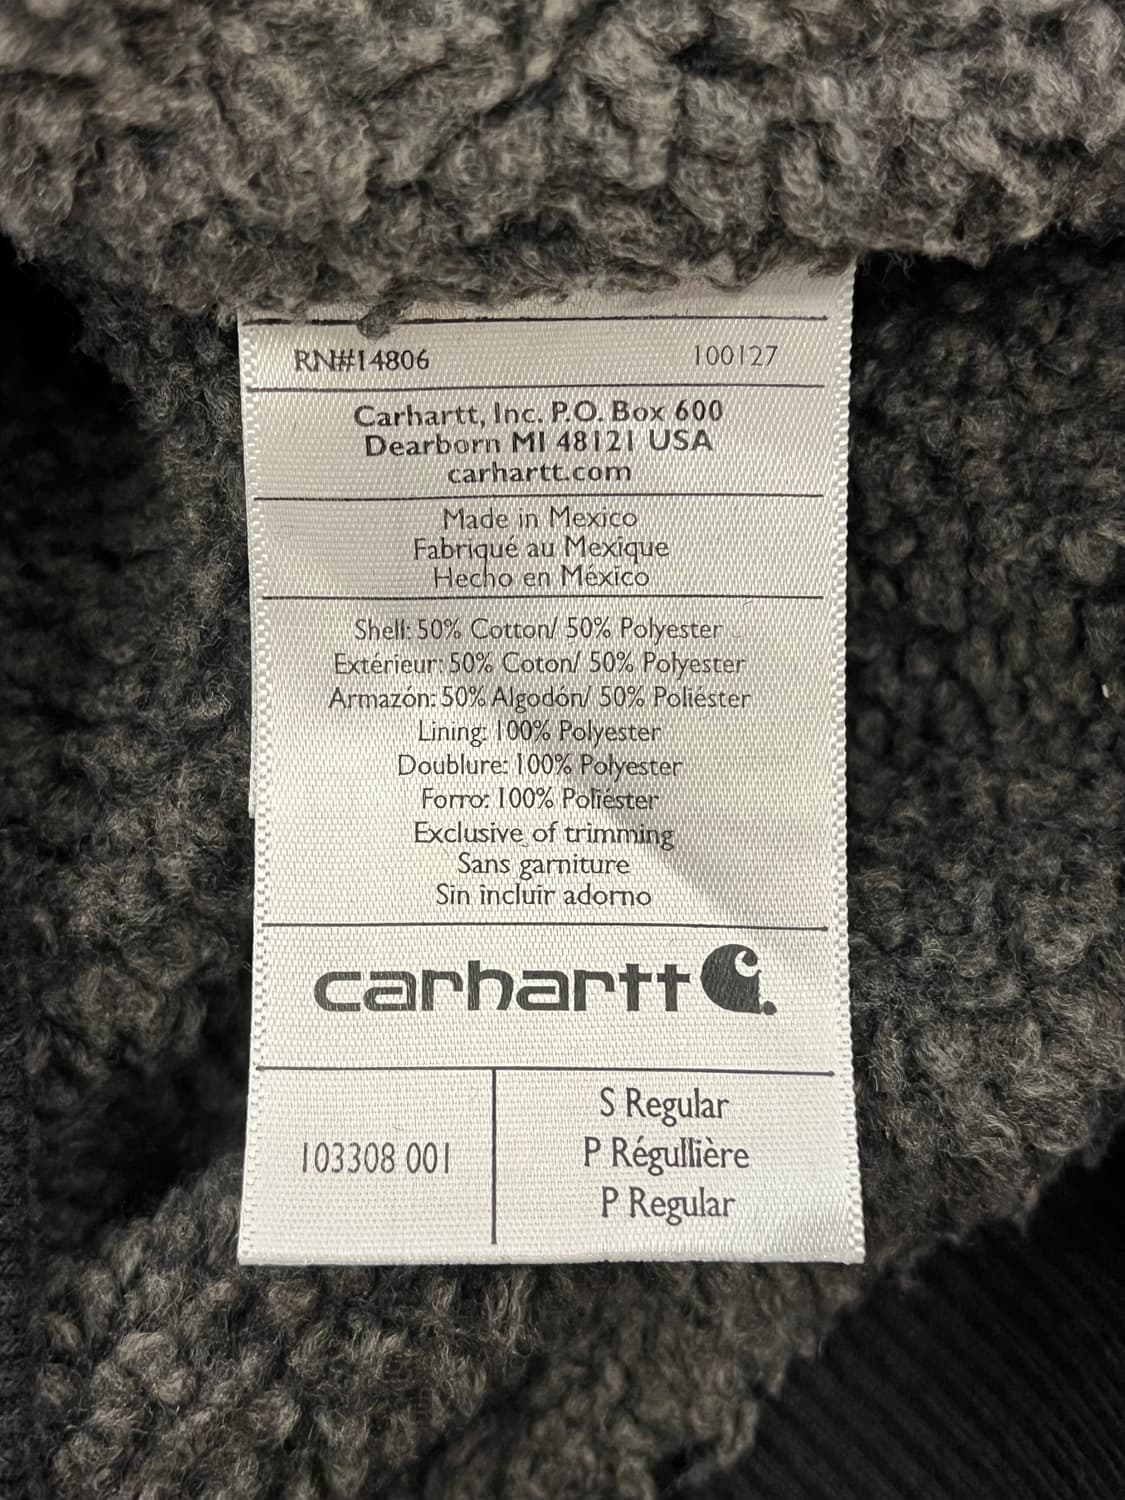 RN#14806 100127
Carhartt, Inc. P.O. Box 600
Dearborn MI 48121 USA
carhartt.com
Made in Mexico
Fabriqué au Mexique
Hecho en México
Shell: 50% Cotton/ 50% Polyester
Extérieur: 50% Coton/ 50% Polyester
Armazón: 50% Algodón/ 50% Poliéster
Lining: 100% Polyester
Doublure: 100% Polyester
Forro: 100% Poliéster
Exclusive of trimming
Sans garniture
Sin incluir adorno
carhartt
103308 001
S Regular
P Régullière
P Regular